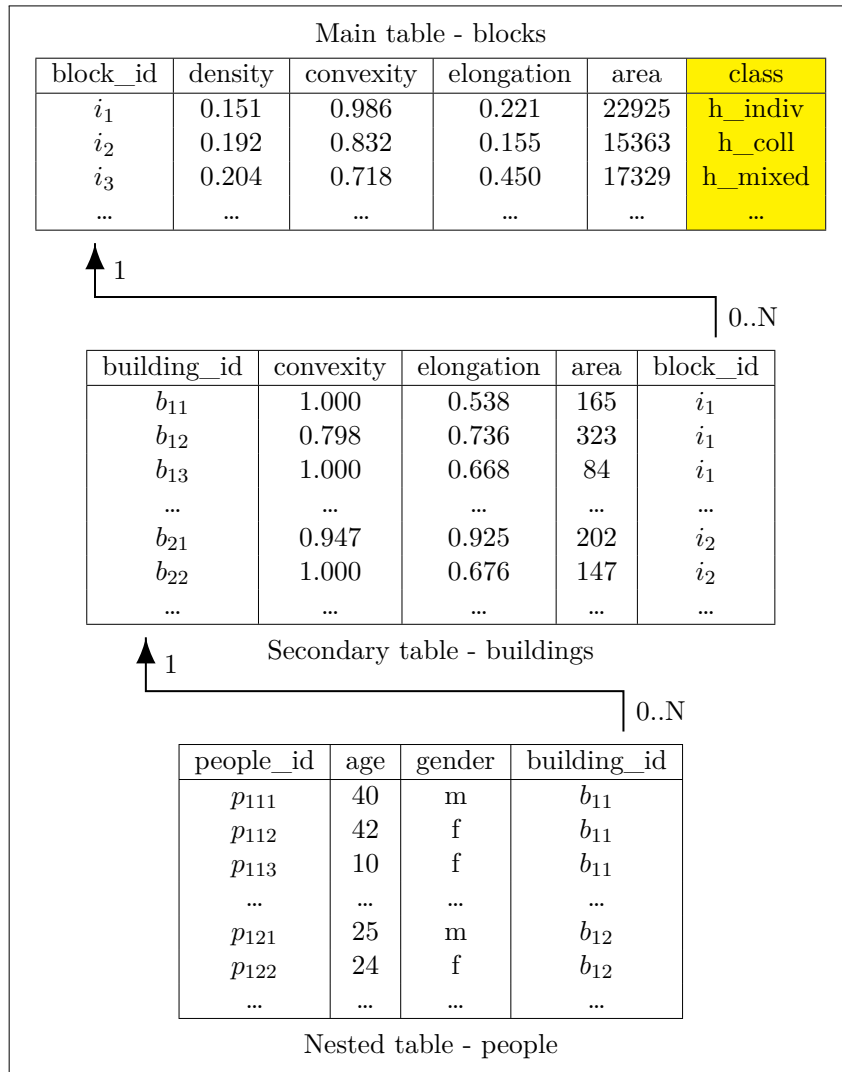 Main table - blocks
block_id density convexity elongation area class
i1 0.151 0.986 0.221 22925 h_indiv
i2 0.192 0.832 0.155 15363 h_coll
i3 0.204 0.718 0.450 17329 h_mixed
... ... ... ... ... ...
1
0..N
building_id convexity elongation area block_id
b11 1.000 0.538 165 i1
b12 0.798 0.736 323 i1
b13 1.000 0.668 84 i1
... ... ... ... ...
b21 0.947 0.925 202 i2
b22 1.000 0.676 147 i2
... ... ... ... ...
Secondary table - buildings
1
0..N
people_id age gender building_id
p111 40 m b11
p112 42 f b11
p113 10 f b11
... ... ... ...
p121 25 m b12
p122 24 f b12
... ... ... ...
Nested table - people